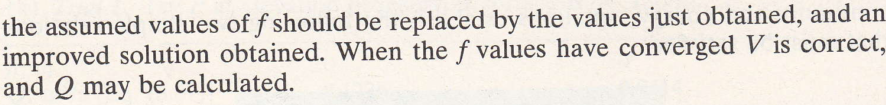 the assumed values of f should be replaced by the values just obtained, and an
improved solution obtained. When the f values have converged V is correct,
and Q may be calculated.